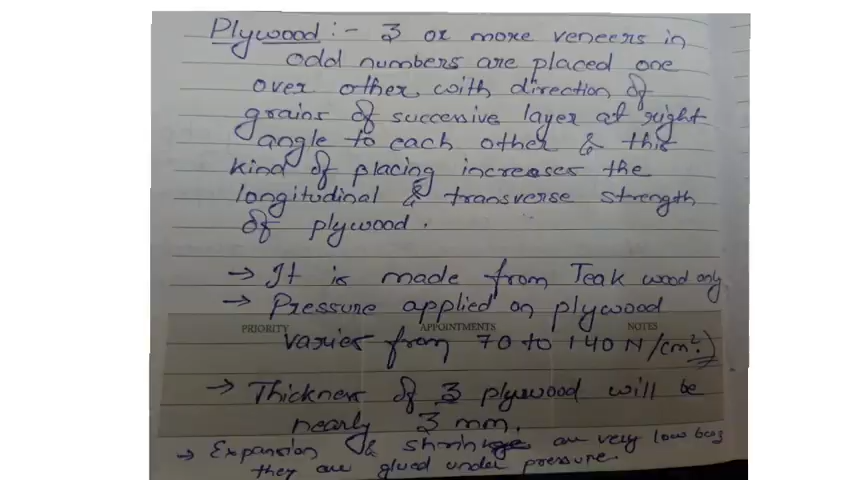 Plywood :- 3 or more veneers in
odd numbers are placed one
over other, with direction of
grains of successive layer at right
angle to each other & this
kind of placing increases the
longitudinal & transverse strength
of plywood.
→ It is made from Teak wood only
→ Pressure applied on plywood
PRIORITY APPOINTMENTS NOTES
varies from 70 to 140 N/cm².)
→ Thickness of 3 plywood will be
nearly 3 mm.
→ Expansion & shrinkage are very low bcoz
they are glued under pressure.